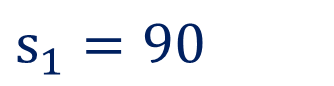 s₁ = 90